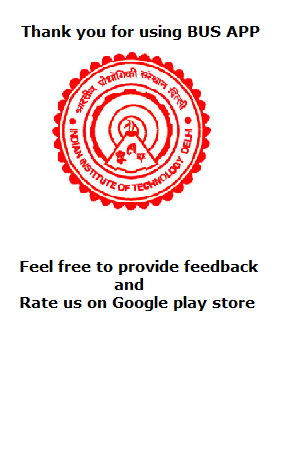 Thank you for using BUS APP
भारतीय प्रौद्योगिकी संस्थान दिल्ली
INDIAN INSTITUTE OF TECHNOLOGY DELHI
Feel free to provide feedback
and
Rate us on Google play store